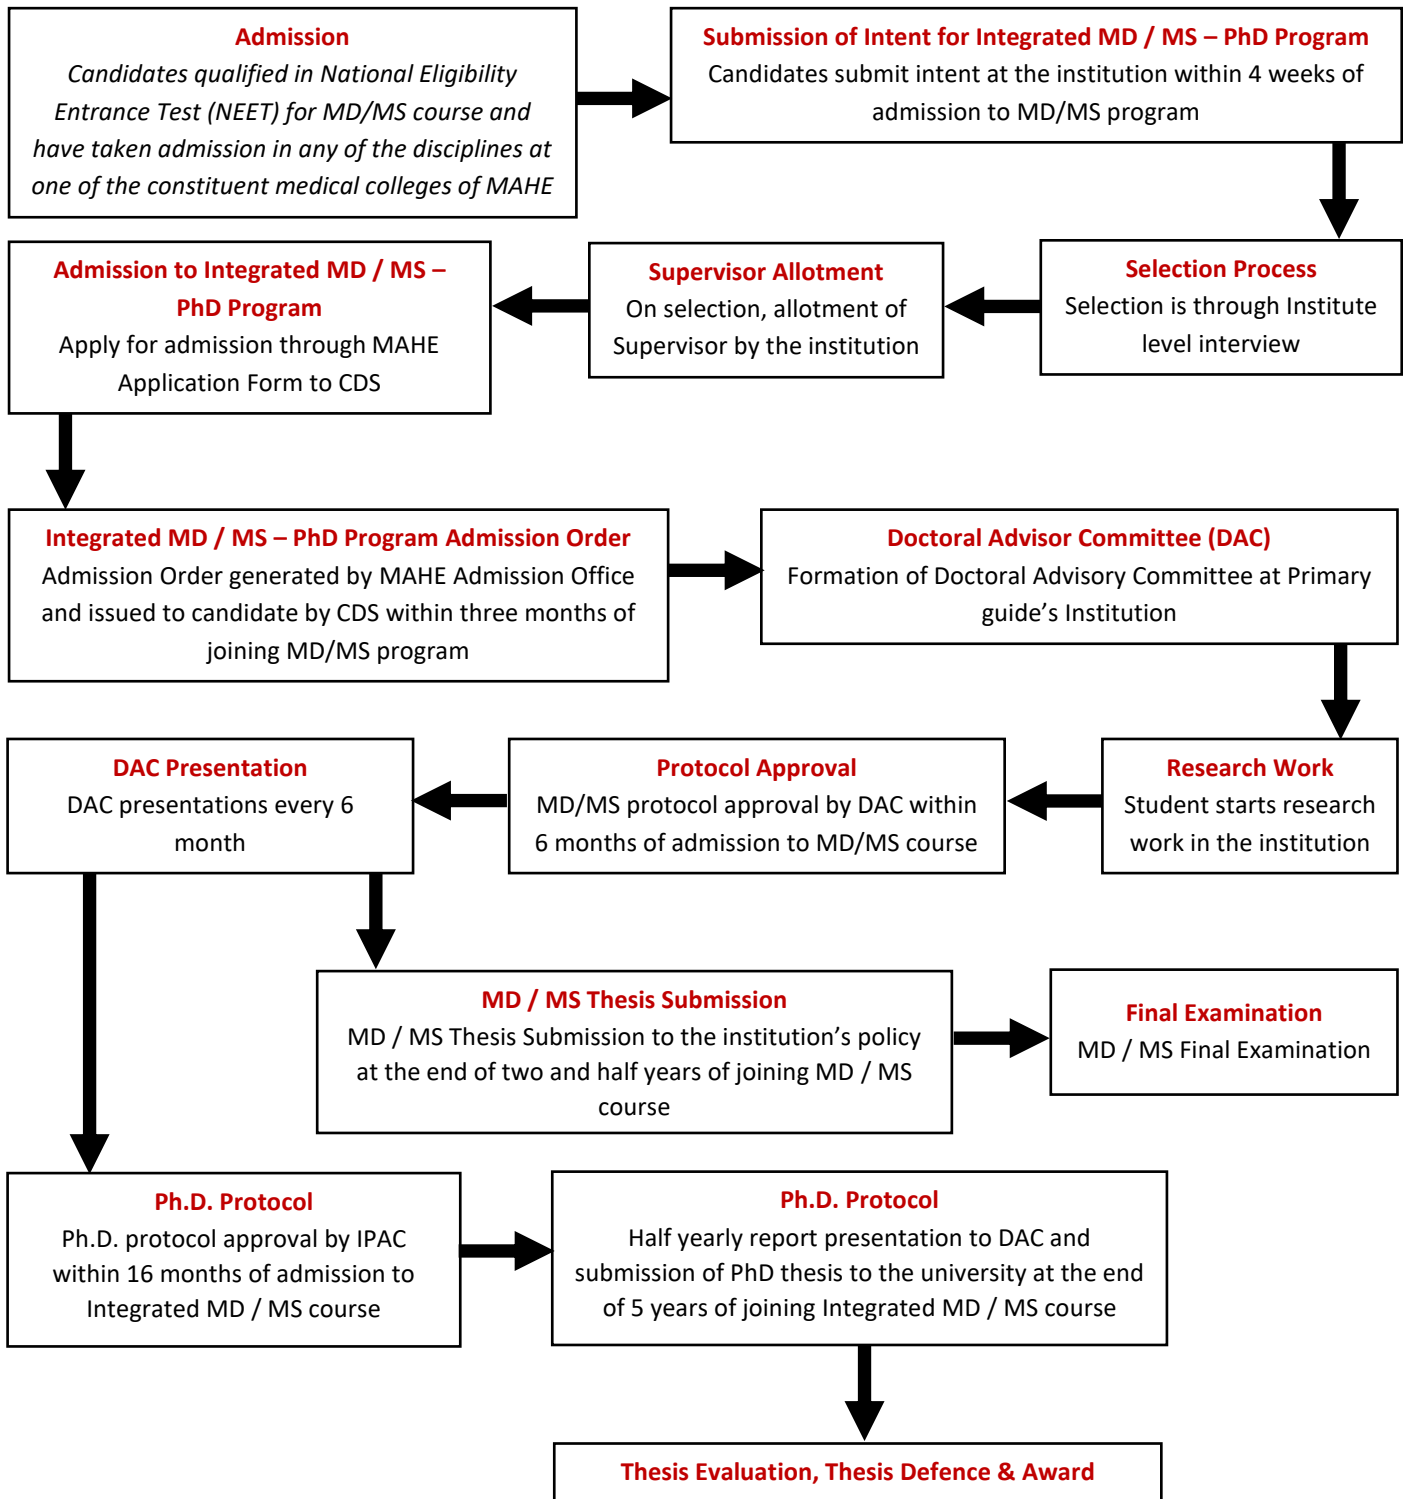 Admission
Candidates qualified in National Eligibility
Entrance Test (NEET) for MD/MS course and
have taken admission in any of the disciplines at
one of the constituent medical colleges of MAHE
Submission of Intent for Integrated MD / MS – PhD Program
Candidates submit intent at the institution within 4 weeks of
admission to MD/MS program
Selection Process
Selection is through Institute
level interview
Supervisor Allotment
On selection, allotment of
Supervisor by the institution
Admission to Integrated MD / MS –
PhD Program
Apply for admission through MAHE
Application Form to CDS
Integrated MD / MS – PhD Program Admission Order
Admission Order generated by MAHE Admission Office
and issued to candidate by CDS within three months of
joining MD/MS program
Doctoral Advisor Committee (DAC)
Formation of Doctoral Advisory Committee at Primary
guide’s Institution
Research Work
Student starts research
work in the institution
Protocol Approval
MD/MS protocol approval by DAC within
6 months of admission to MD/MS course
DAC Presentation
DAC presentations every 6
month
MD / MS Thesis Submission
MD / MS Thesis Submission to the institution’s policy
at the end of two and half years of joining MD / MS
course
Final Examination
MD / MS Final Examination
Ph.D. Protocol
Ph.D. protocol approval by IPAC
within 16 months of admission to
Integrated MD / MS course
Ph.D. Protocol
Half yearly report presentation to DAC and
submission of PhD thesis to the university at the end
of 5 years of joining Integrated MD / MS course
Thesis Evaluation, Thesis Defence & Award